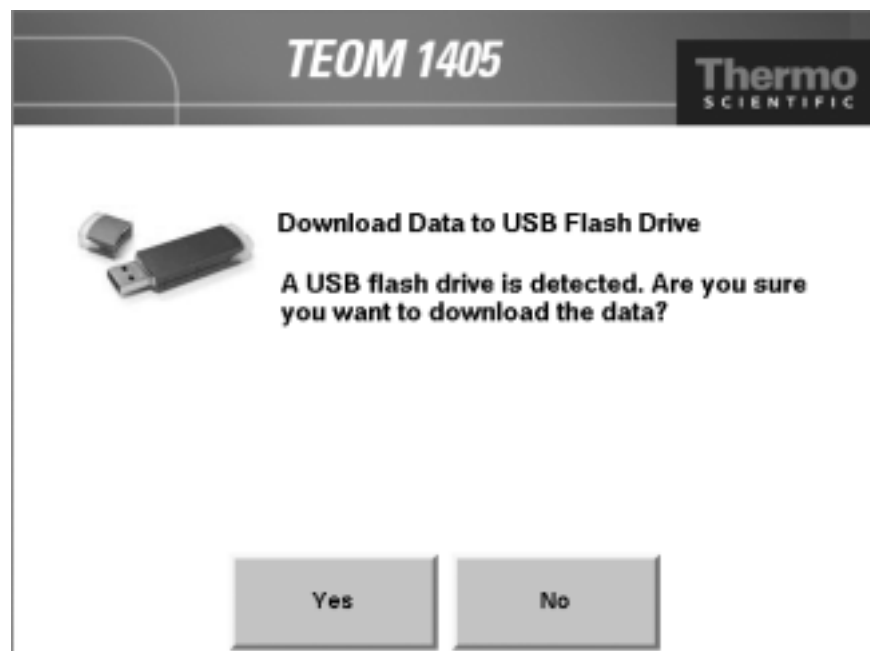 TEOM 1405
Thermo
SCIENTIFIC
Download Data to USB Flash Drive
A USB flash drive is detected. Are you sure
you want to download the data?
Yes
No